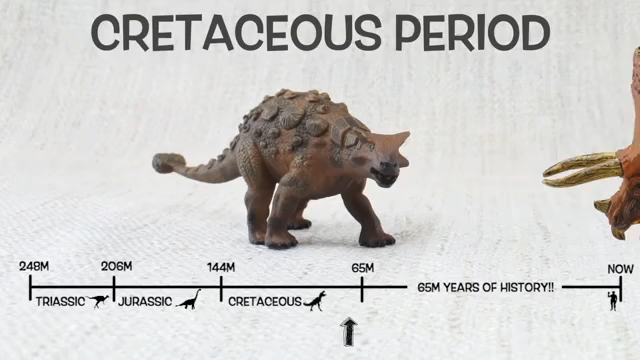 CRETACEOUS PERIOD
248M 206M 144M 65M NOW
TRIASSIC JURASSIC CRETACEOUS 65M YEARS OF HISTORY!!